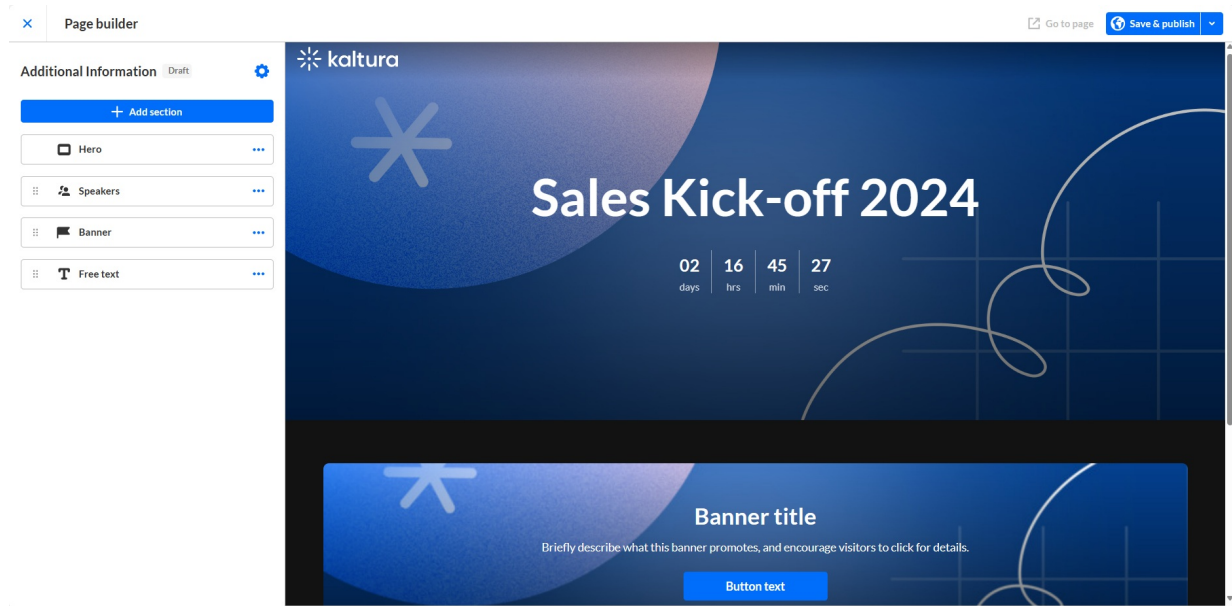 Page builder
Go to page
Save & publish
Additional Information Draft
Add section
Hero
Speakers
Banner
Free text
kaltura
Sales Kick-off 2024
02 16 45 27
days hrs min sec
Banner title
Briefly describe what this banner promotes, and encourage visitors to click for details.
Button text